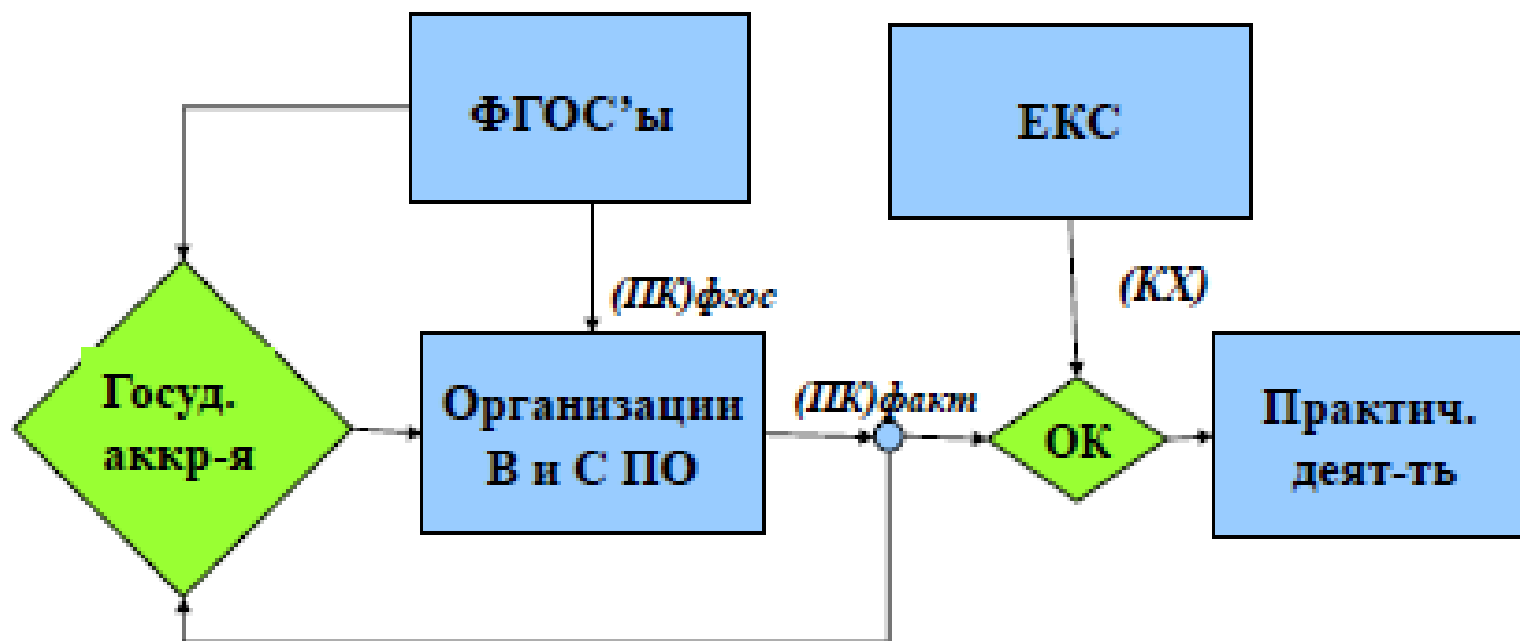 ФГОС’ы
ЕКС
(ПК)фгос
(КХ)
Госуд.
аккр-я
Организации
В и С ПО
(ПК)факт
ОК
Практич.
деят-ть